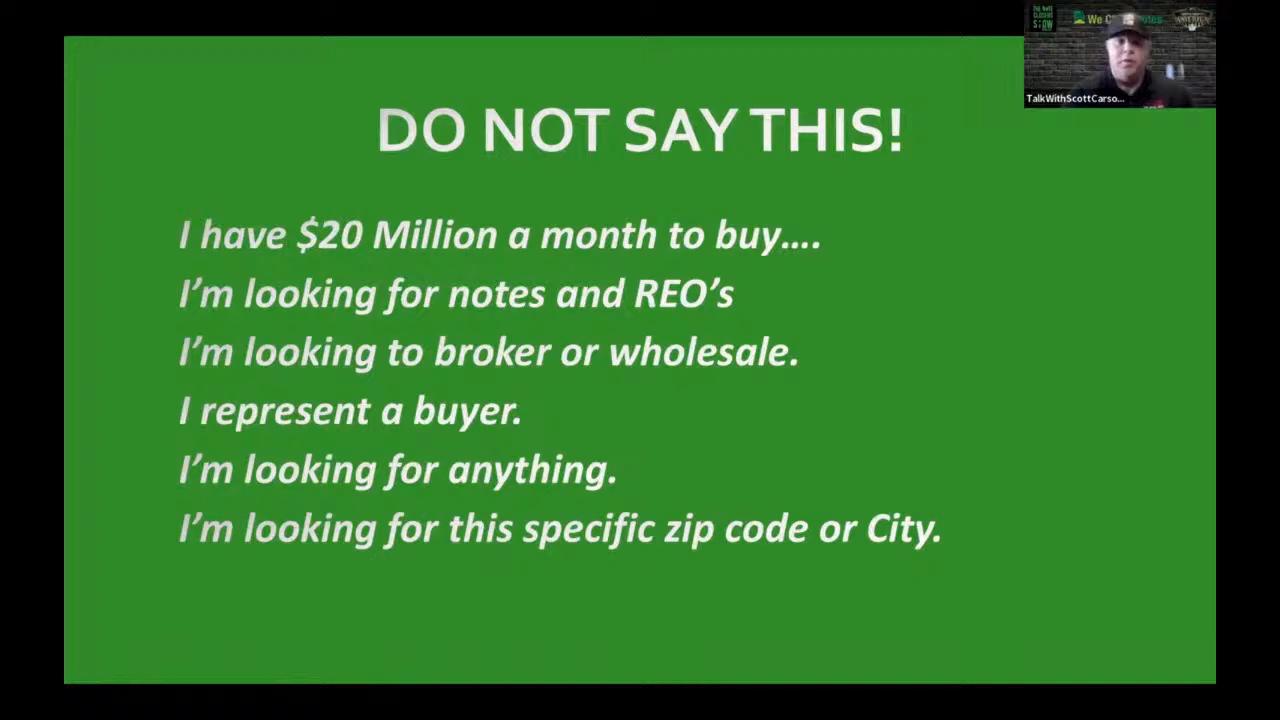 DO NOT SAY THIS!
I have $20 Million a month to buy....
I'm looking for notes and REO's
I'm looking to broker or wholesale.
I represent a buyer.
I'm looking for anything.
I'm looking for this specific zip code or City.
We
TalkWithScottCarso...